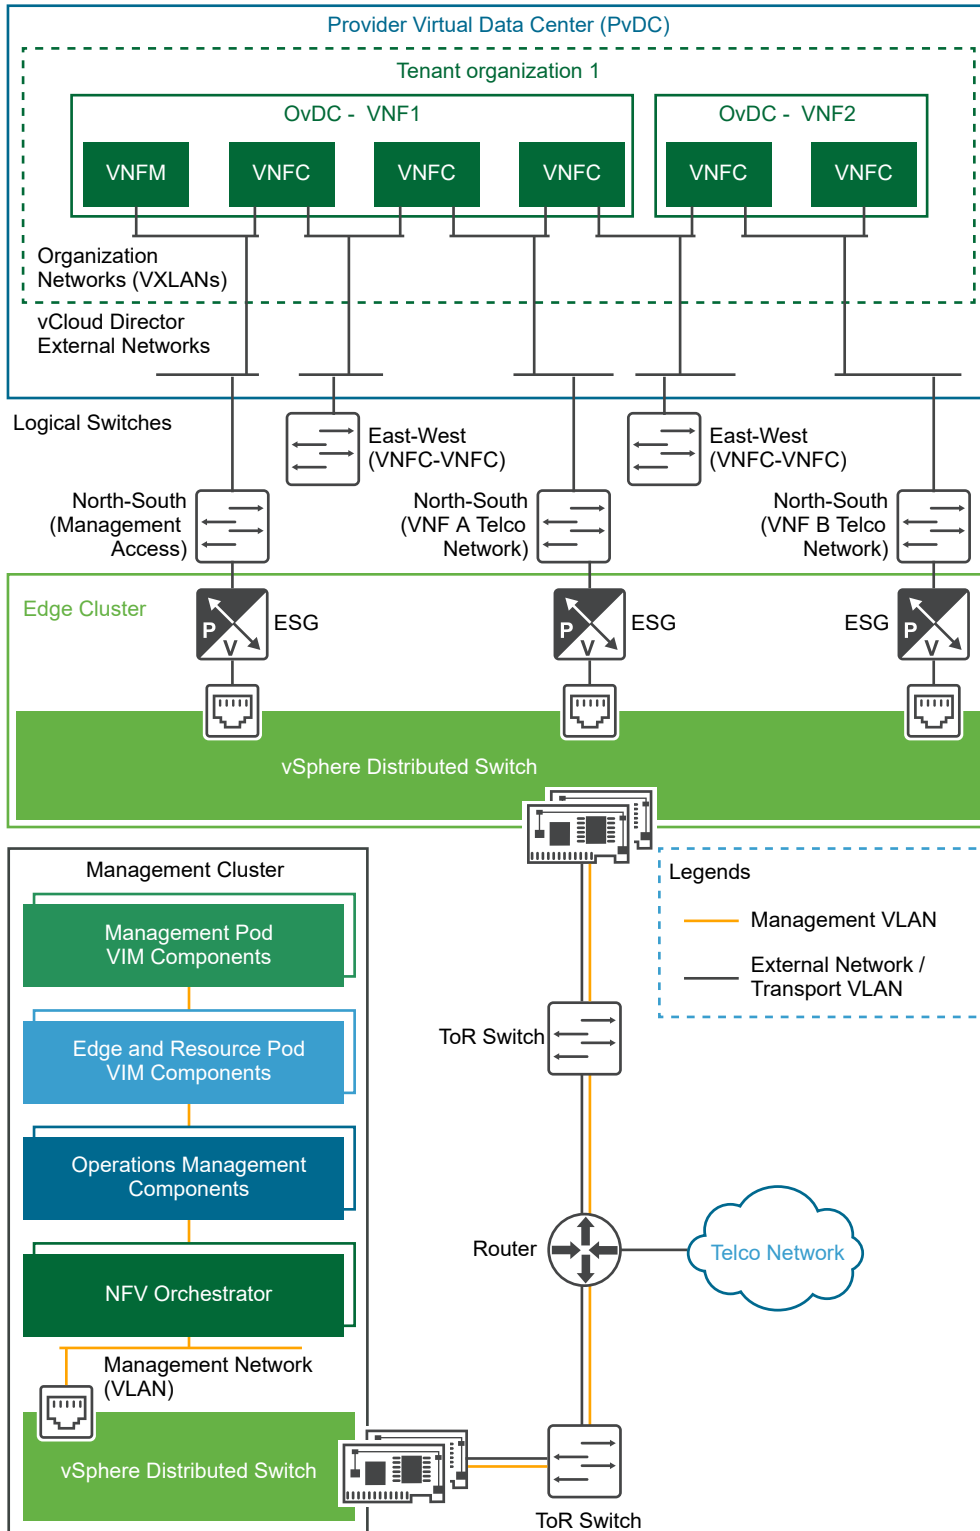 Provider Virtual Data Center (PvDC)
Tenant organization 1
OvDC - VNF1
OvDC - VNF2
VNFM
VNFC
VNFC
VNFC
VNFC
VNFC
Organization
Networks (VXLANs)
vCloud Director
External Networks
Logical Switches
East-West
(VNFC-VNFC)
East-West
(VNFC-VNFC)
North-South
(Management
Access)
North-South
(VNF A Telco
Network)
North-South
(VNF B Telco
Network)
Edge Cluster
P
V
ESG
P
V
ESG
ESG
P
V
vSphere Distributed Switch
Management Cluster
Management Pod
VIM Components
Edge and Resource Pod
VIM Components
Operations Management
Components
NFV Orchestrator
Management Network
(VLAN)
vSphere Distributed Switch
Legends
Management VLAN
External Network /
Transport VLAN
ToR Switch
Router
Telco Network
ToR Switch